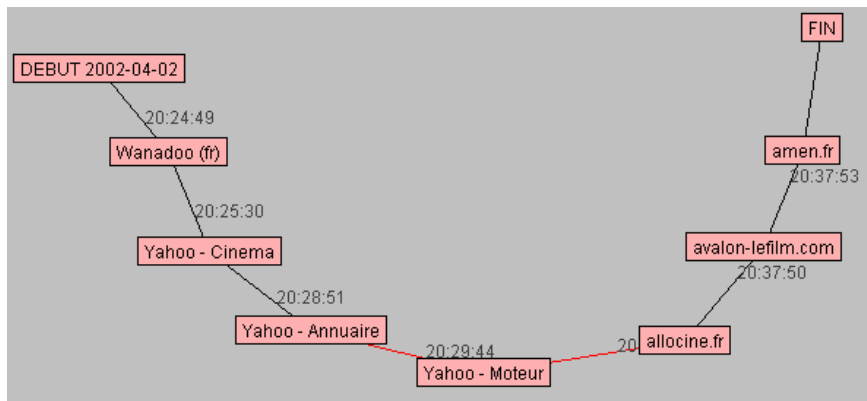 DEBUT 2002-04-02
20:24:49
Wanadoo (fr)
20:25:30
Yahoo - Cinema
20:28:51
Yahoo - Annuaire
20:29:44
Yahoo - Moteur
20
allocine.fr
20:37:50
avalon-lefilm.com
20:37:53
amen.fr
FIN